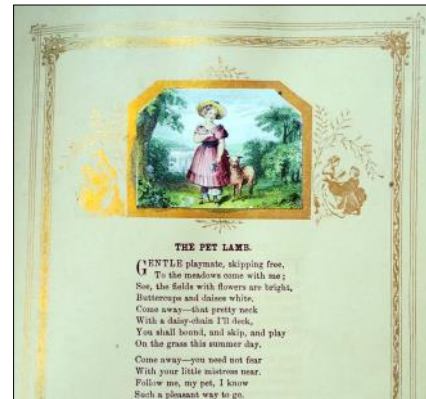 THE PET LAMB.
GENTLE playmate, skipping free,
To the meadows come with me;
See, the fields with flowers are bright,
Buttercups and daisies white.
Come away—that pretty neck
With a daisy-chain I'll deck,
You shall bound, and skip, and play
On the grass this summer day.
Come away—you need not fear
With your little mistress near.
Follow me, my pet, I know
Such a pleasant way to go.